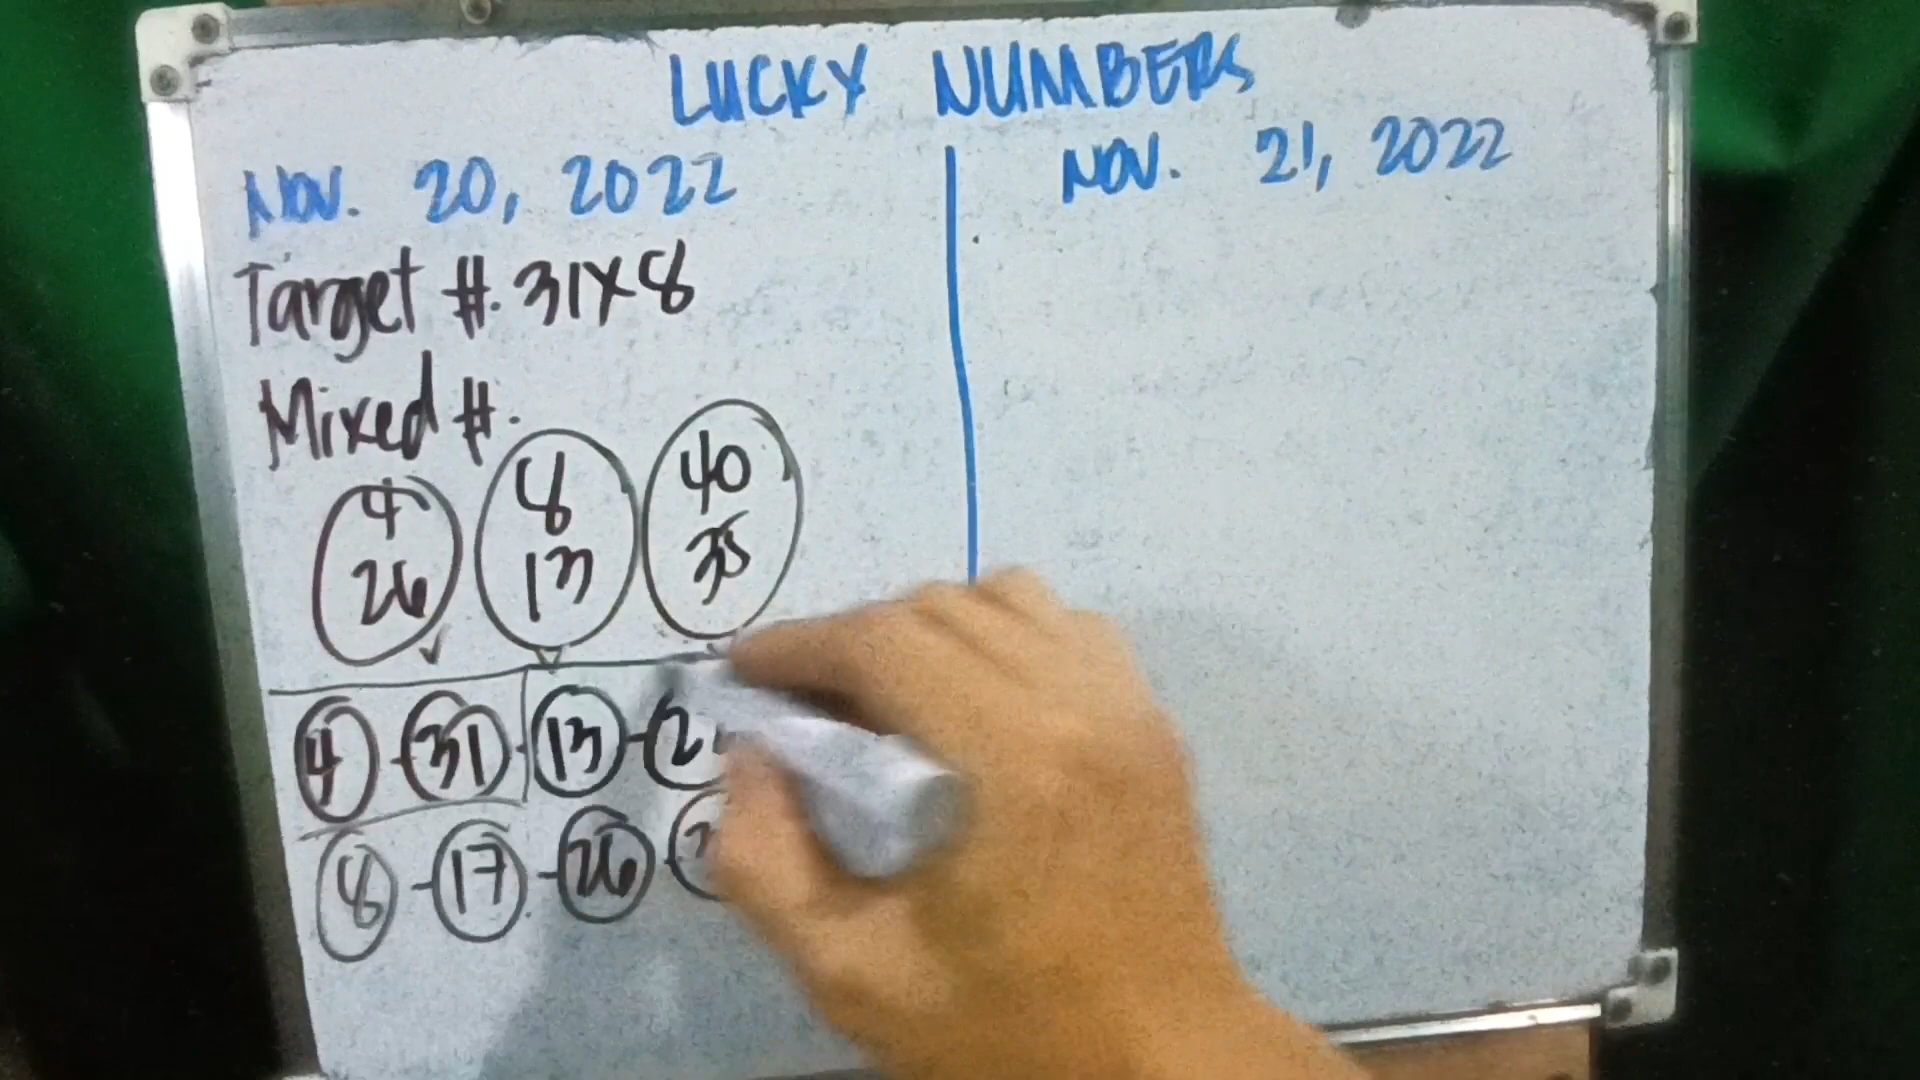 LUCKY NUMBERS
Nov. 20, 2022
Target #. 31x8
Mixed #.
4 8 40
26 13 35
4 - 31 - 13 -
8 - 17 - 26 -
NOV. 21, 2022